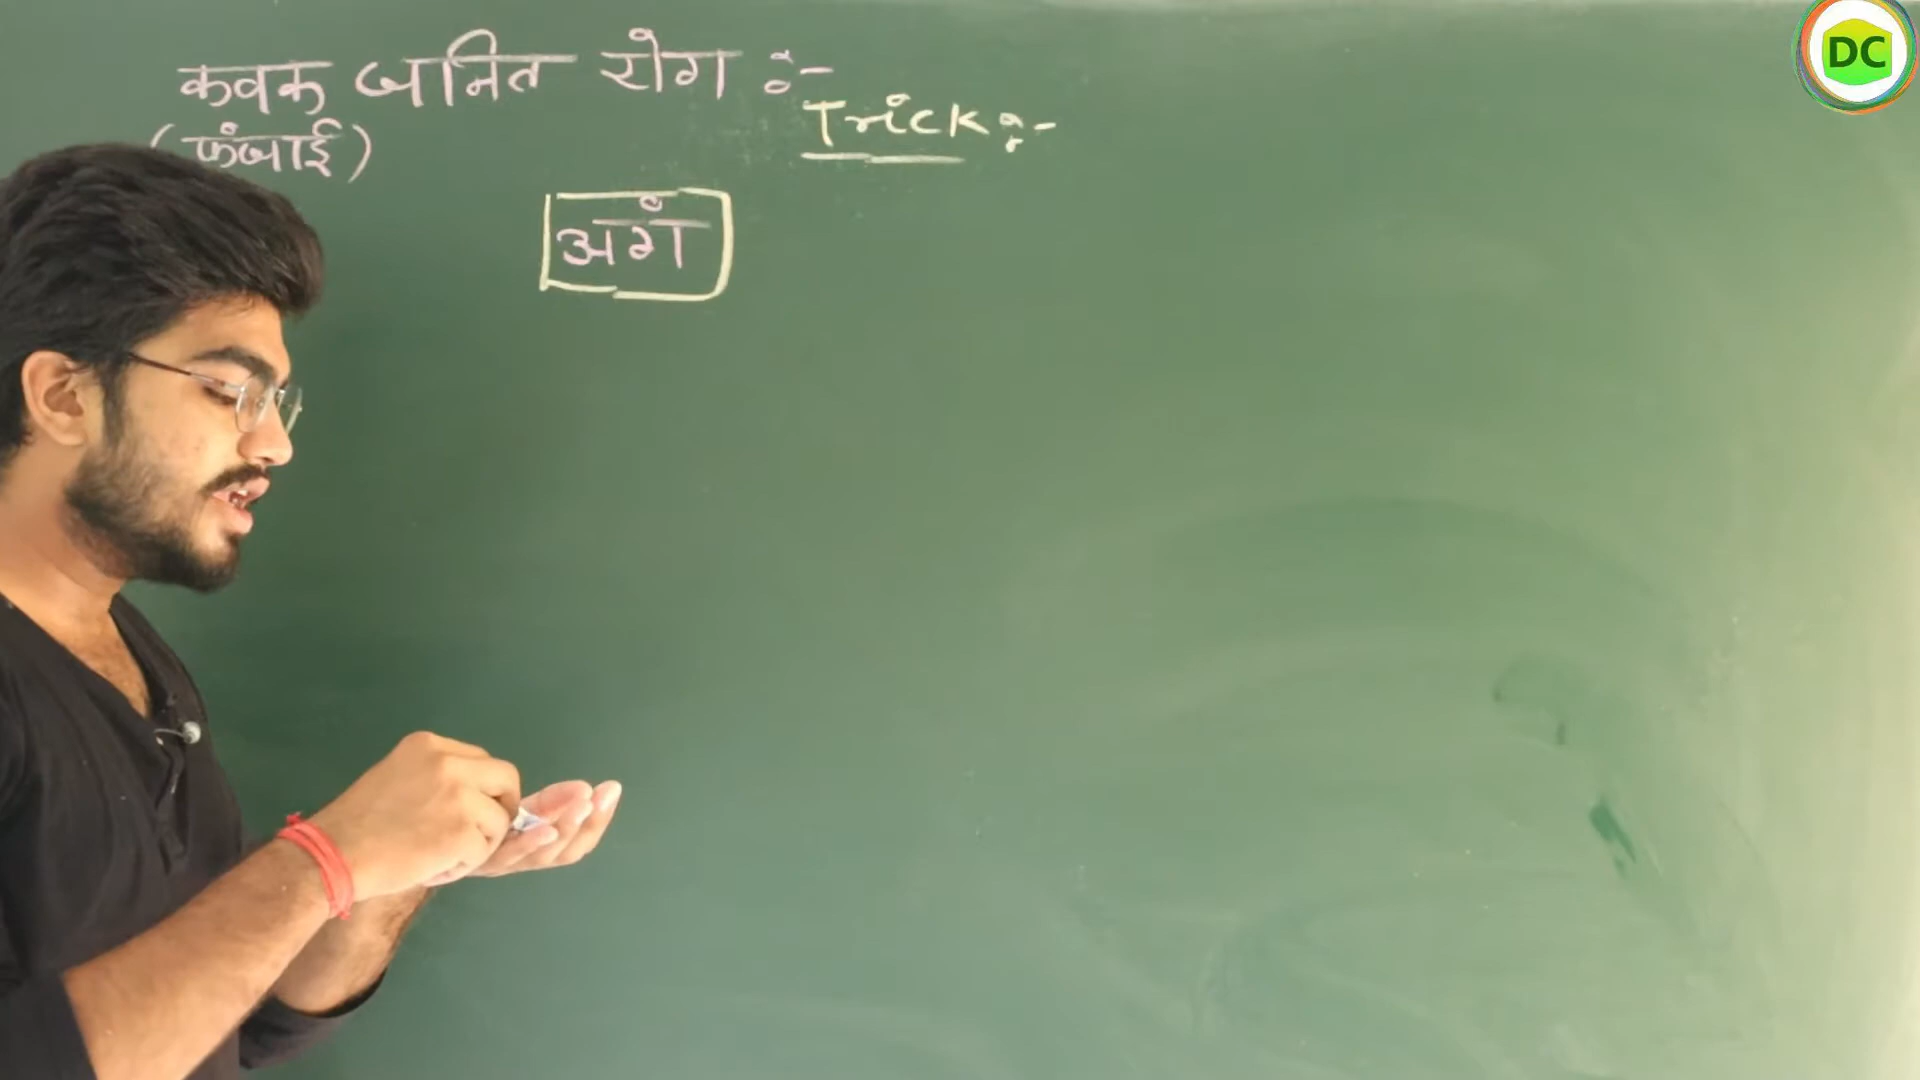 कवक जनित रोग :-
(फंजाई)
Trick :-
अंग
DC